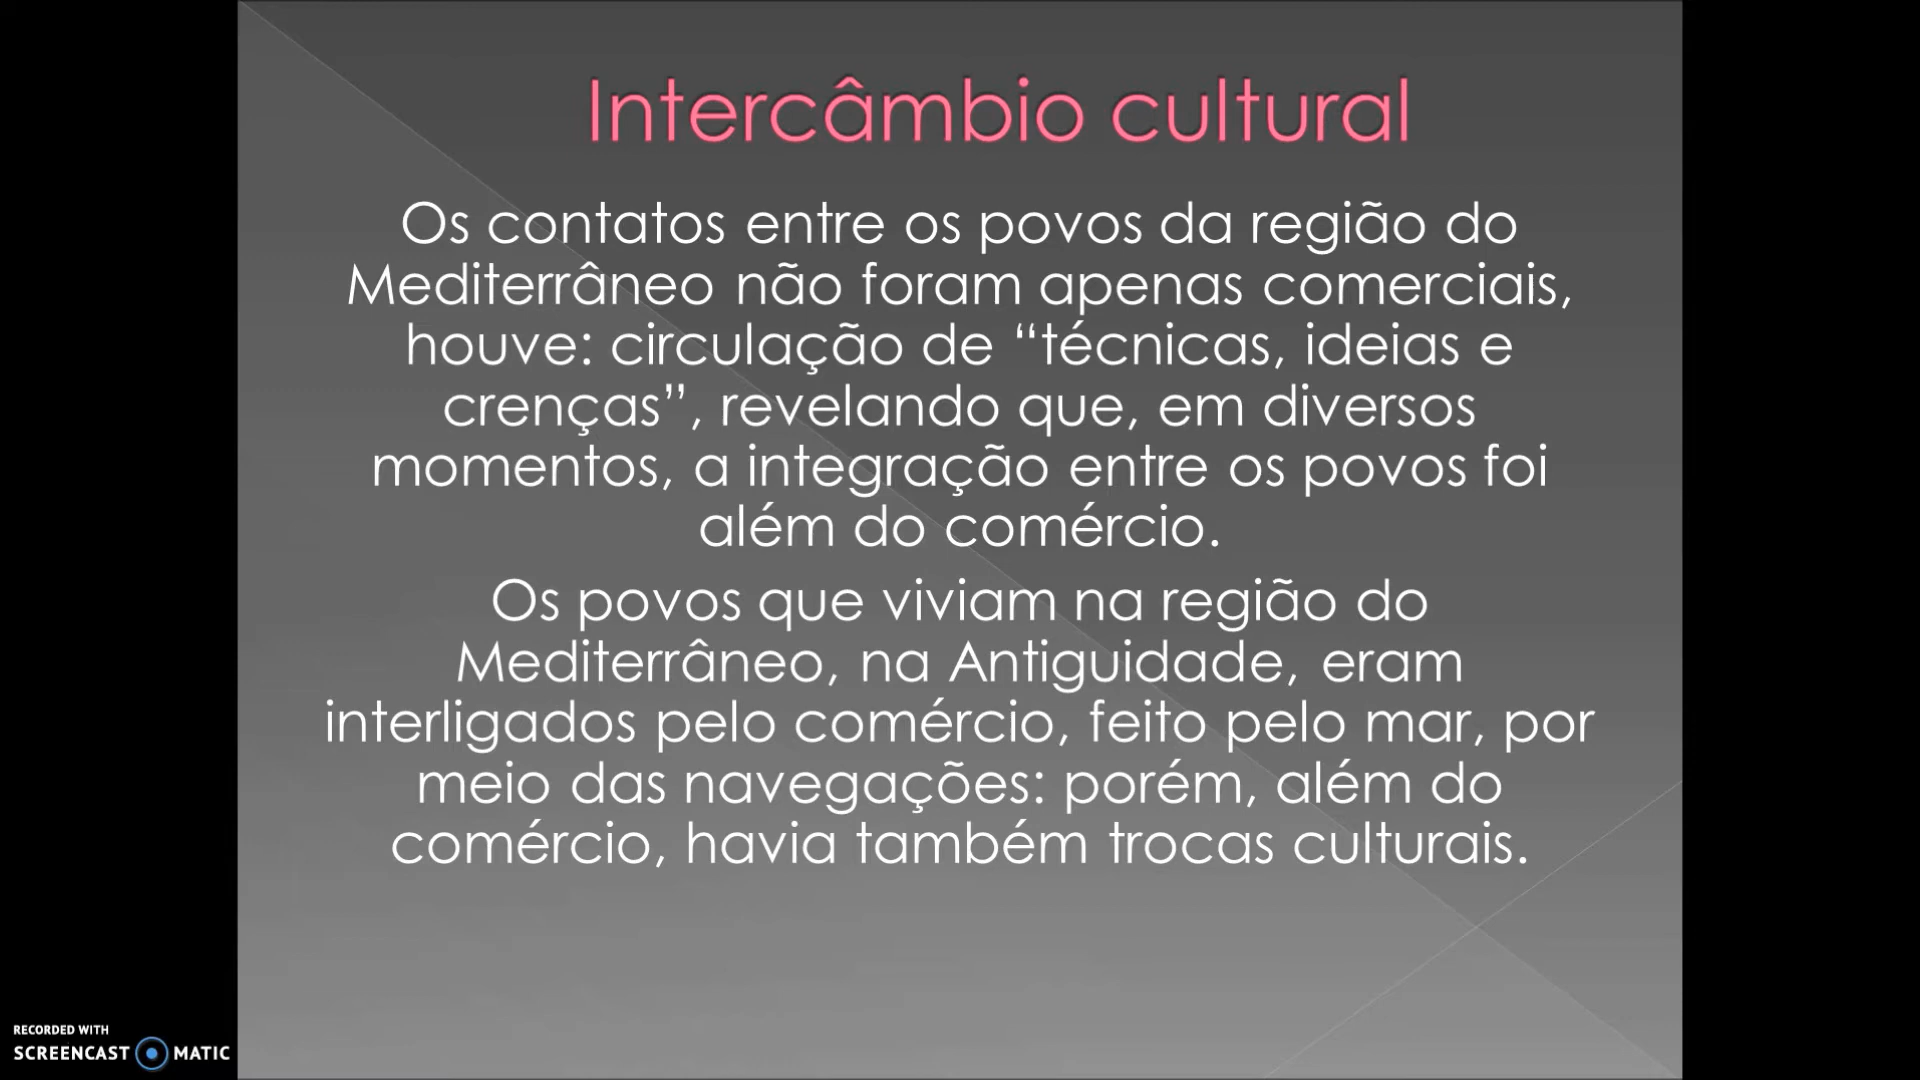 Intercâmbio cultural
Os contatos entre os povos da região do
Mediterrâneo não foram apenas comerciais,
houve: circulação de “técnicas, ideias e
crenças”, revelando que, em diversos
momentos, a integração entre os povos foi
além do comércio.
Os povos que viviam na região do
Mediterrâneo, na Antiguidade, eram
interligados pelo comércio, feito pelo mar, por
meio das navegações: porém, além do
comércio, havia também trocas culturais.
RECORDED WITH
SCREENCAST MATIC